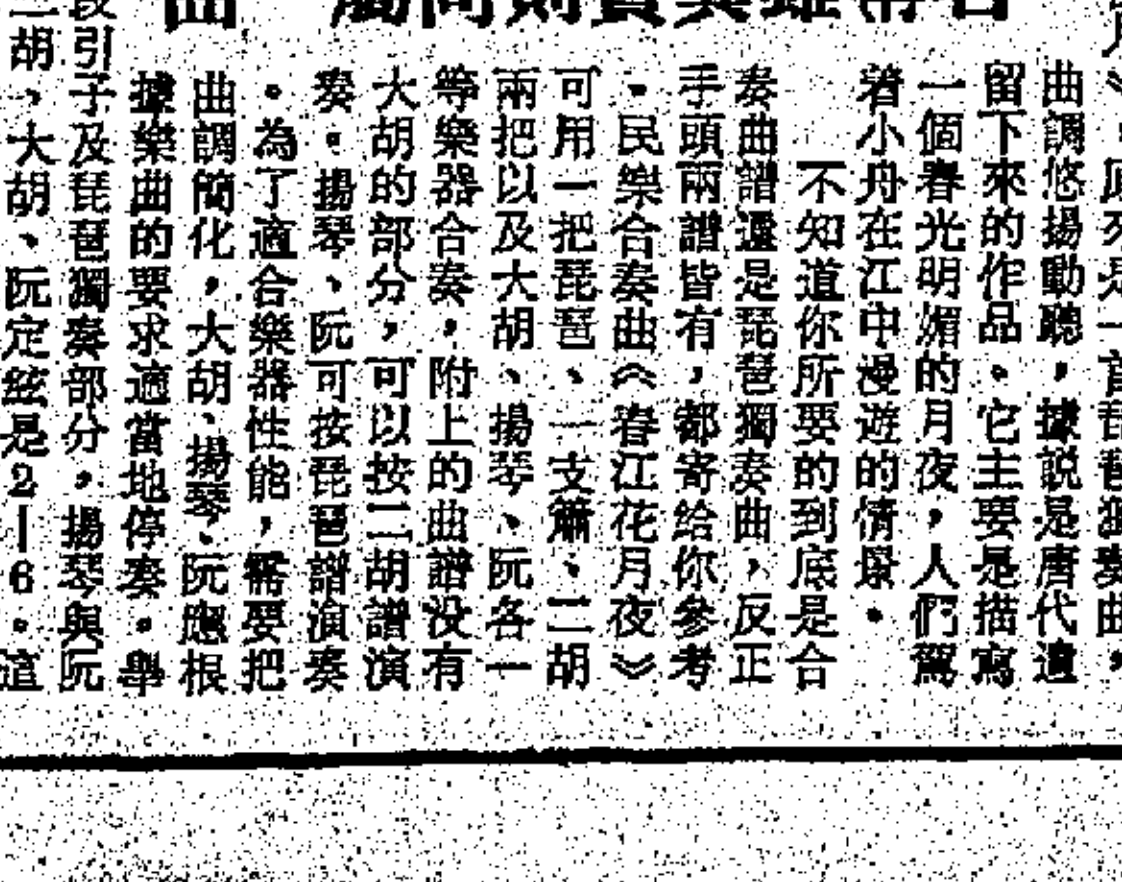 原來是一首琵琶獨奏曲，
曲調悠揚動聽，據説是唐代遺
留下來的作品。它主要是描寫
一個春光明媚的月夜，人們駕
着小舟在江中漫遊的情景。
不知道你所要的到底是合
奏曲譜還是琵琶獨奏曲，反正
手頭兩譜皆有，都寄給你參考
。民樂合奏曲《春江花月夜》
可用一把琵琶、一支簫、二胡
兩把以及大胡、揚琴、阮各一
等樂器合奏，附上的曲譜没有
大胡的部分，可以按二胡譜演
奏。揚琴、阮可按琵琶譜演奏
。為了適合樂器性能，需要把
曲調簡化，大胡、揚琴、阮應根
據樂曲的要求適當地停奏。舉
引子及琵琶獨奏部分，揚琴與阮
二胡、大胡、阮定絃是2—6。這